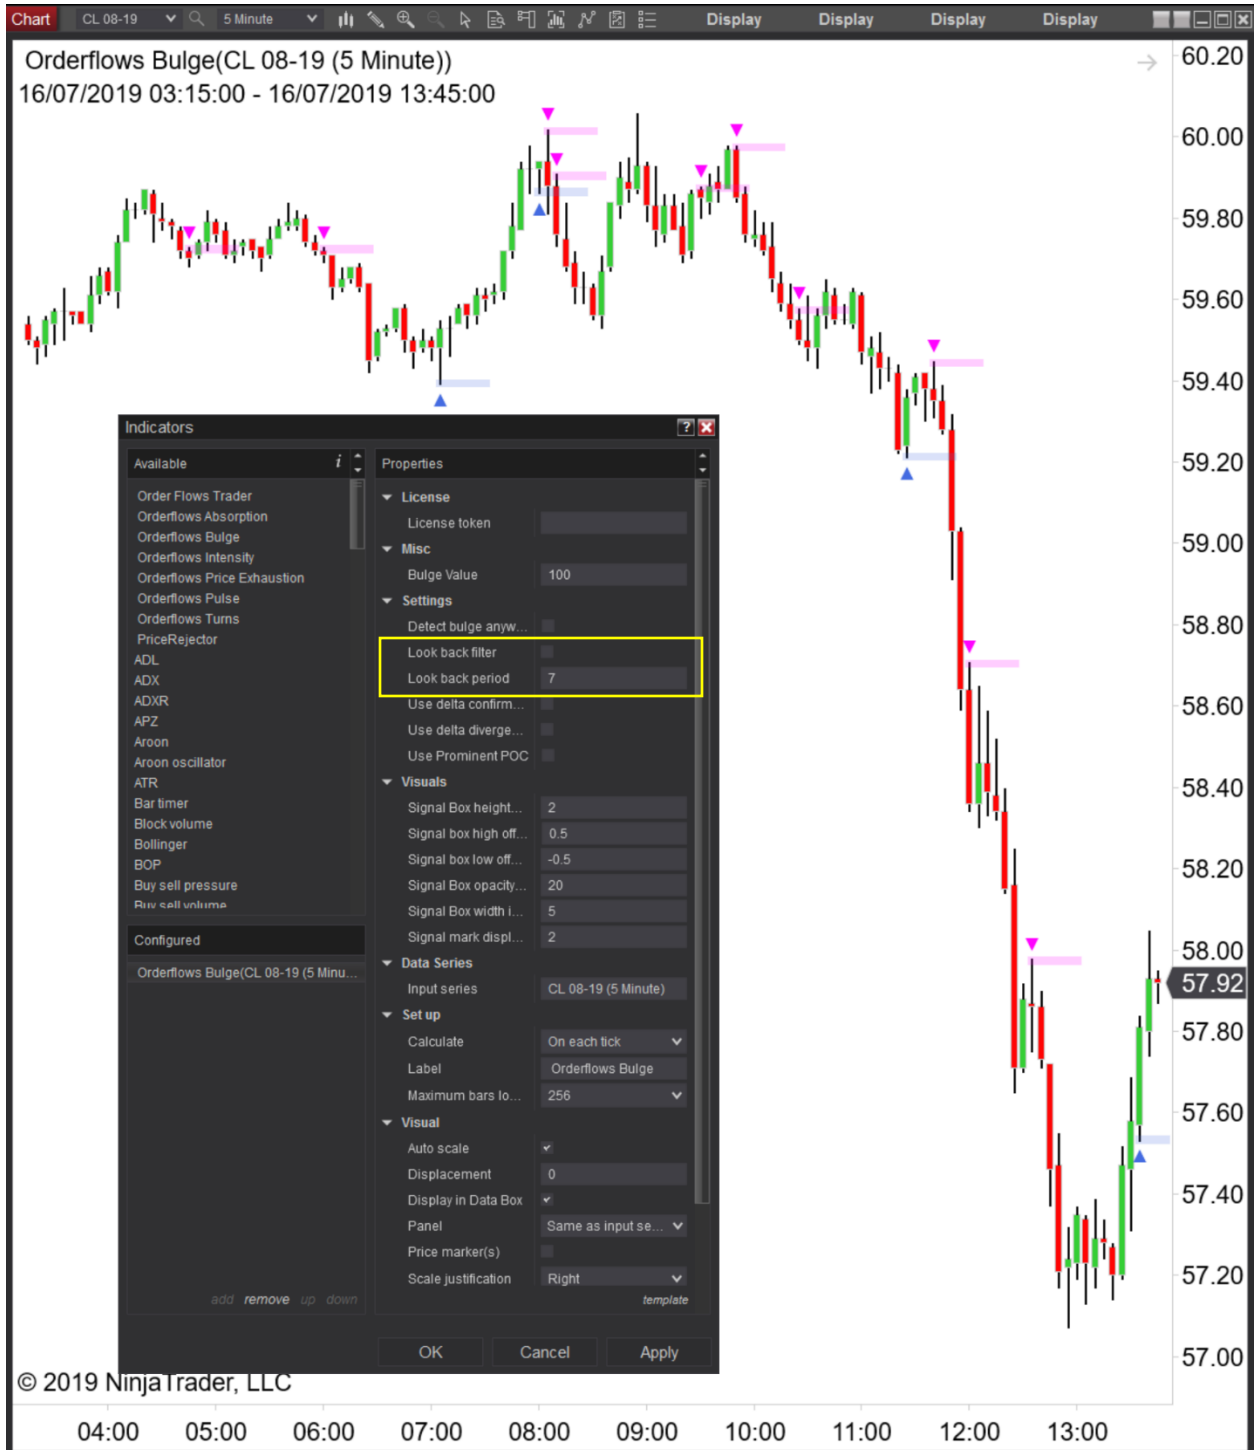 Chart CL 08-19 5 Minute Display Display Display Display
Orderflows Bulge(CL 08-19 (5 Minute))
16/07/2019 03:15:00 - 16/07/2019 13:45:00
60.20
60.00
59.80
59.60
59.40
59.20
59.00
58.80
58.60
58.40
58.20
58.00
57.92
57.80
57.60
57.40
57.20
57.00
Indicators ?
Available i
Order Flows Trader
Orderflows Absorption
Orderflows Bulge
Orderflows Intensity
Orderflows Price Exhaustion
Orderflows Pulse
Orderflows Turns
PriceRejector
ADL
ADX
ADXR
APZ
Aroon
Aroon oscillator
ATR
Bar timer
Block volume
Bollinger
BOP
Buy sell pressure
Buy sell volume
Configured
Orderflows Bulge(CL 08-19 (5 Minu...
add remove up down
Properties
License
License token
Misc
Bulge Value 100
Settings
Detect bulge anyw...
Look back filter
Look back period 7
Use delta confirm...
Use delta diverge...
Use Prominent POC
Visuals
Signal Box height... 2
Signal box high off... 0.5
Signal box low off... -0.5
Signal Box opacity... 20
Signal Box width i... 5
Signal mark displ... 2
Data Series
Input series CL 08-19 (5 Minute)
Set up
Calculate On each tick
Label Orderflows Bulge
Maximum bars lo... 256
Visual
Auto scale
Displacement 0
Display in Data Box
Panel Same as input se...
Price marker(s)
Scale justification Right
template
OK Cancel Apply
© 2019 NinjaTrader, LLC
04:00 05:00 06:00 07:00 08:00 09:00 10:00 11:00 12:00 13:00